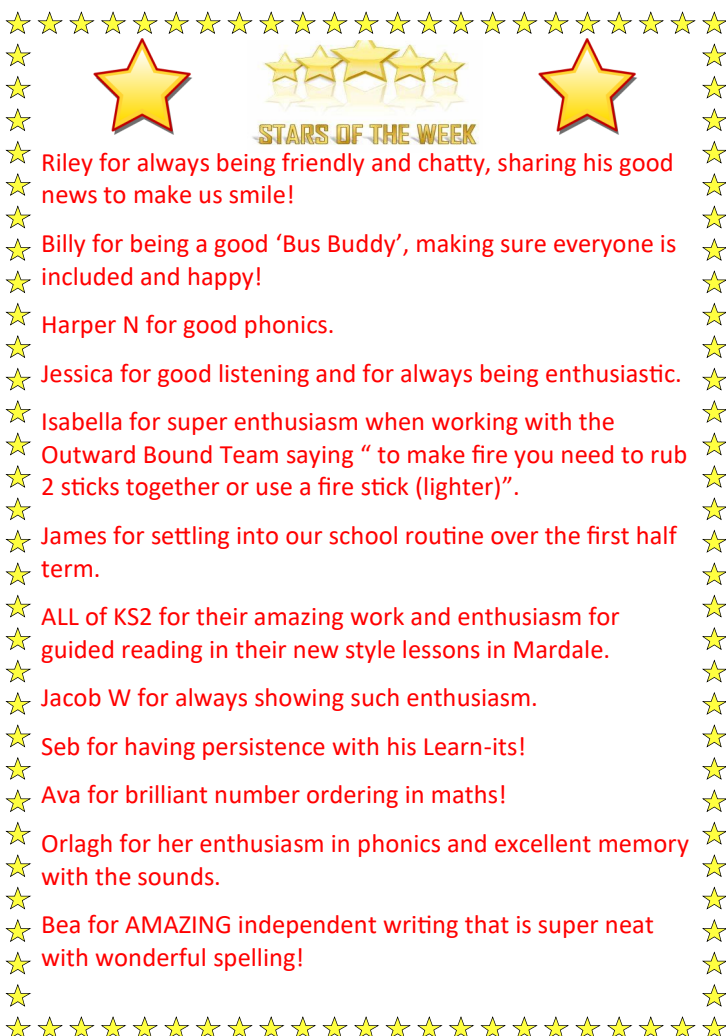 STARS OF THE WEEK
Riley for always being friendly and chatty, sharing his good
news to make us smile!
Billy for being a good ‘Bus Buddy’, making sure everyone is
included and happy!
Harper N for good phonics.
Jessica for good listening and for always being enthusiastic.
Isabella for super enthusiasm when working with the
Outward Bound Team saying “ to make fire you need to rub
2 sticks together or use a fire stick (lighter)”.
James for settling into our school routine over the first half
term.
ALL of KS2 for their amazing work and enthusiasm for
guided reading in their new style lessons in Mardale.
Jacob W for always showing such enthusiasm.
Seb for having persistence with his Learn-its!
Ava for brilliant number ordering in maths!
Orlagh for her enthusiasm in phonics and excellent memory
with the sounds.
Bea for AMAZING independent writing that is super neat
with wonderful spelling!